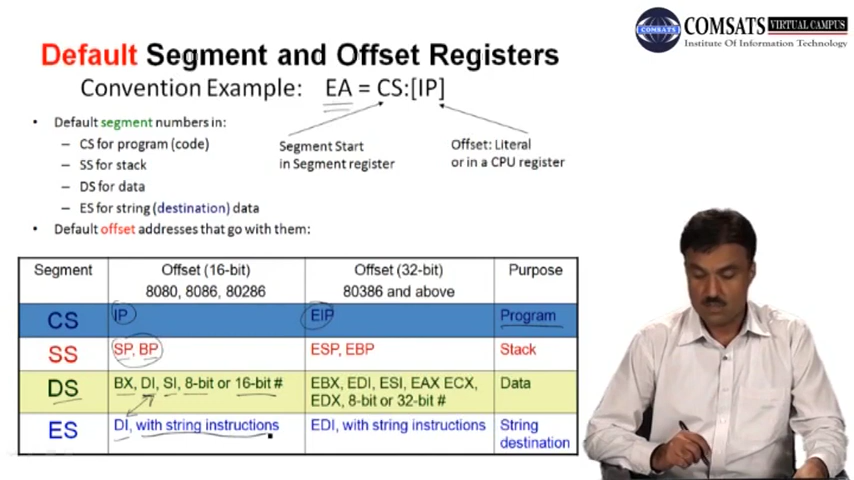 COMSATS VIRTUAL CAMPUS
Institute Of Information Technology
COMSATS
Default Segment and Offset Registers
Convention Example: EA = CS:[IP]
• Default segment numbers in:
– CS for program (code)
– SS for stack
– DS for data
– ES for string (destination) data
• Default offset addresses that go with them:
Segment Start
in Segment register
Offset: Literal
or in a CPU register
Segment Offset (16-bit) Offset (32-bit) Purpose
8080, 8086, 80286 80386 and above
CS IP EIP Program
SS SP, BP ESP, EBP Stack
DS BX, DI, SI, 8-bit or 16-bit # EBX, EDI, ESI, EAX ECX, Data
EDX, 8-bit or 32-bit #
ES DI, with string instructions EDI, with string instructions String
destination